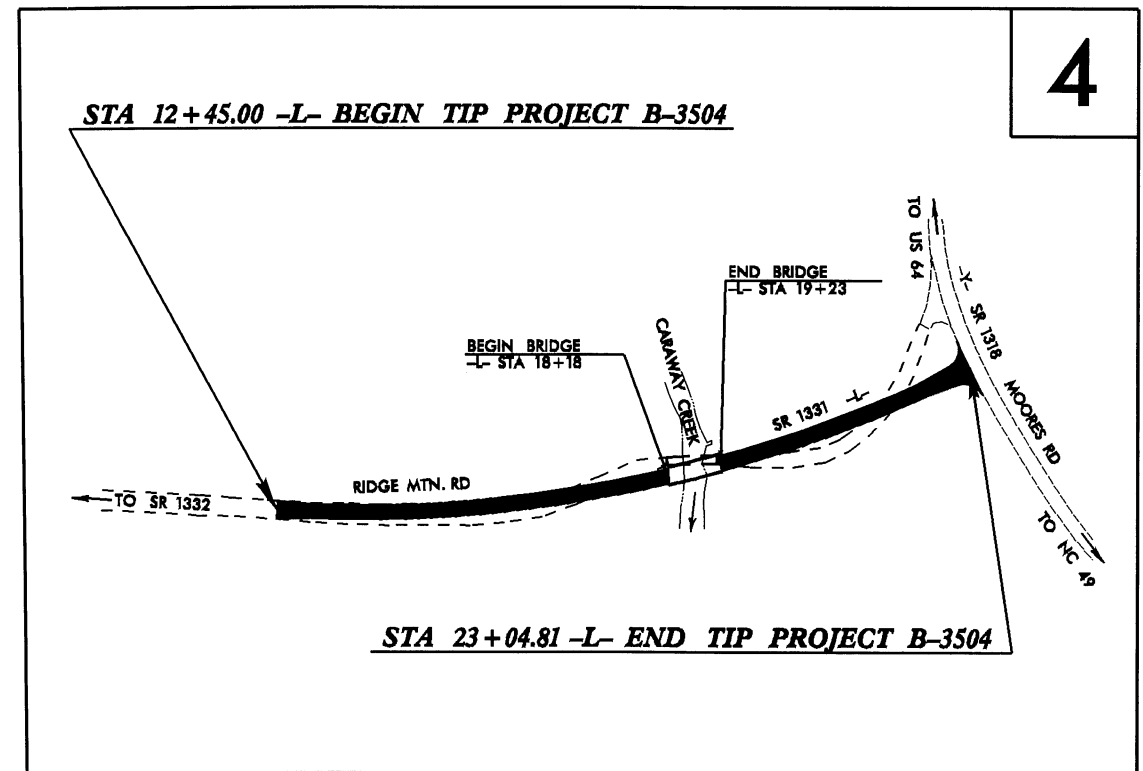 4
STA 12+45.00 -L- BEGIN TIP PROJECT B-3504
TO US 64
-Y- SR 1318 MOORES RD
END BRIDGE
-L- STA 19+23
CARAWAY CREEK
BEGIN BRIDGE
-L- STA 18+18
SR 1331 -L-
RIDGE MTN. RD
TO SR 1332
TO NC 49
STA 23+04.81 -L- END TIP PROJECT B-3504